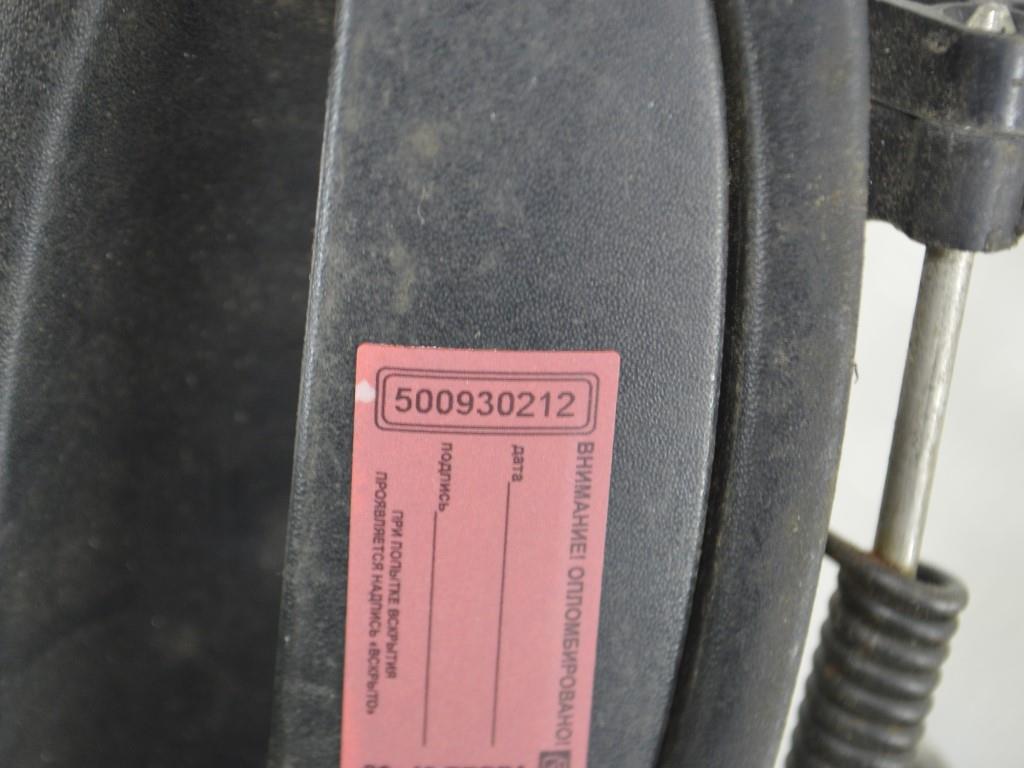 500930212
ВНИМАНИЕ! ОПЛОМБИРОВАНО!
дата
подпись
ПРИ ПОПЫТКЕ ВСКРЫТИЯ
ПРОЯВЛЯЕТСЯ НАДПИСЬ «ВСКРЫТО»